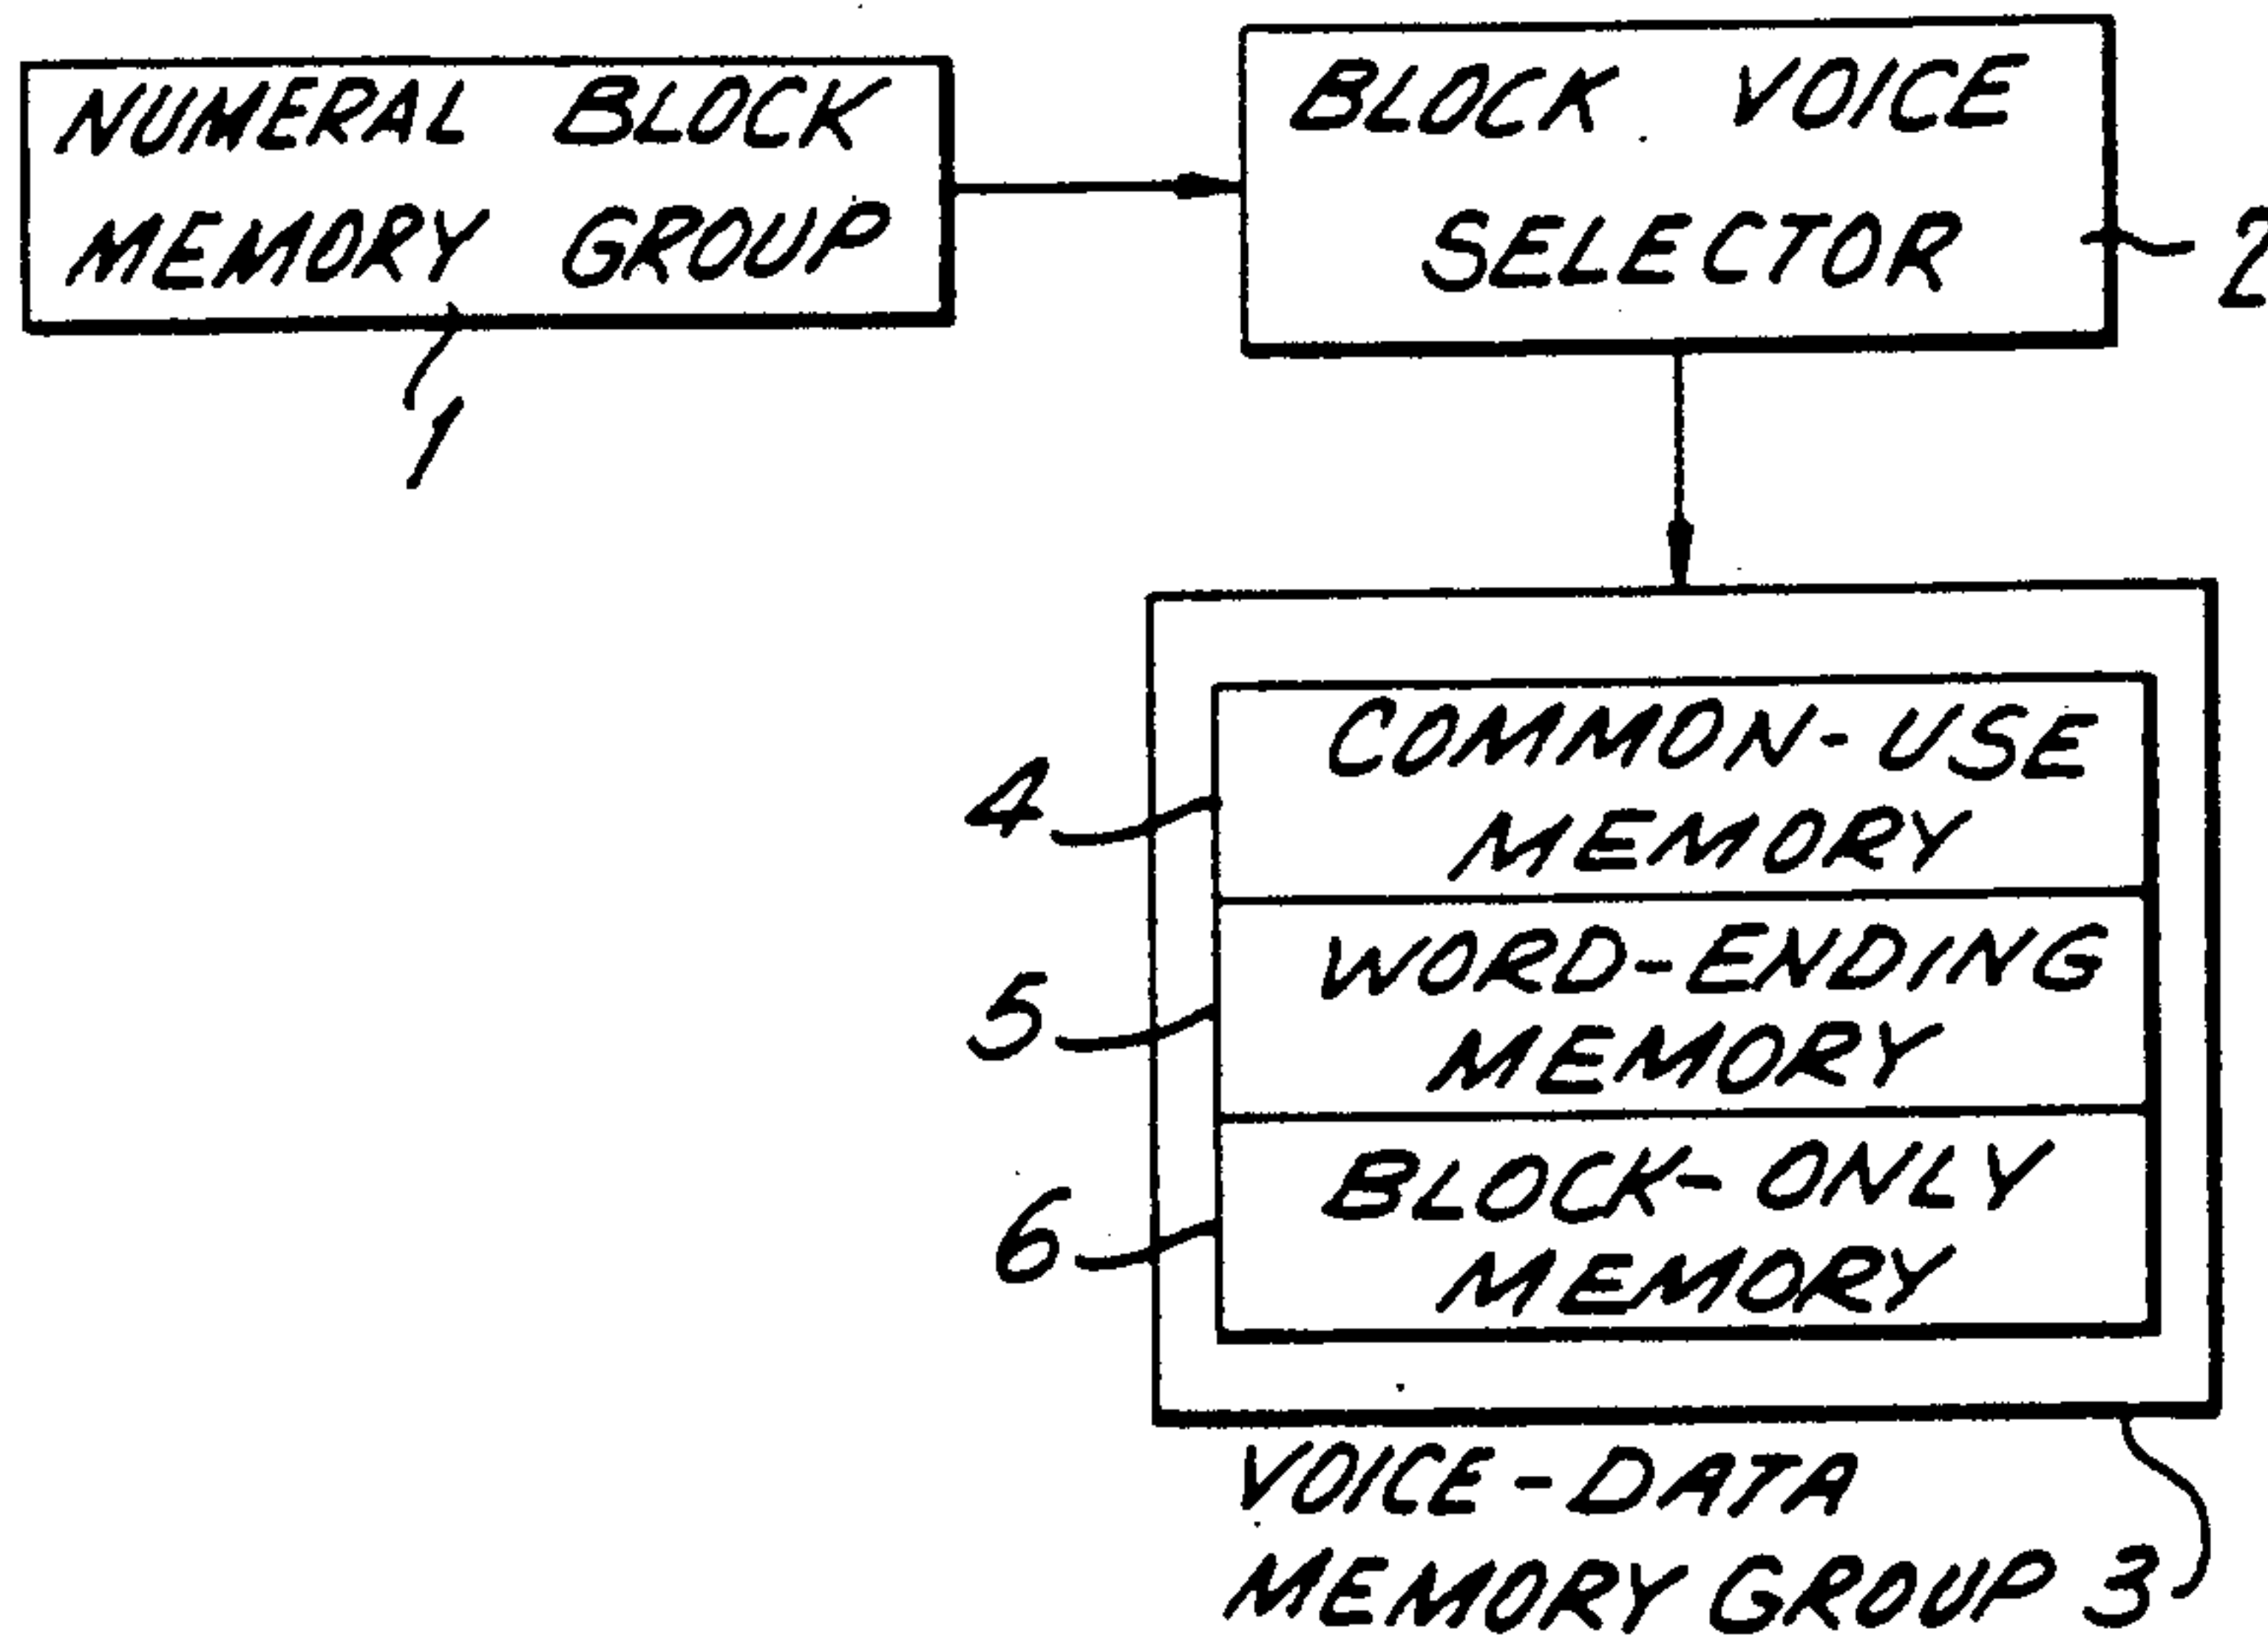 NUMERAL BLOCK
MEMORY GROUP
1
BLOCK VOICE
SELECTOR
2
4
COMMON-USE
MEMORY
5
WORD-ENDING
MEMORY
6
BLOCK-ONLY
MEMORY
VOICE-DATA
MEMORY GROUP 3